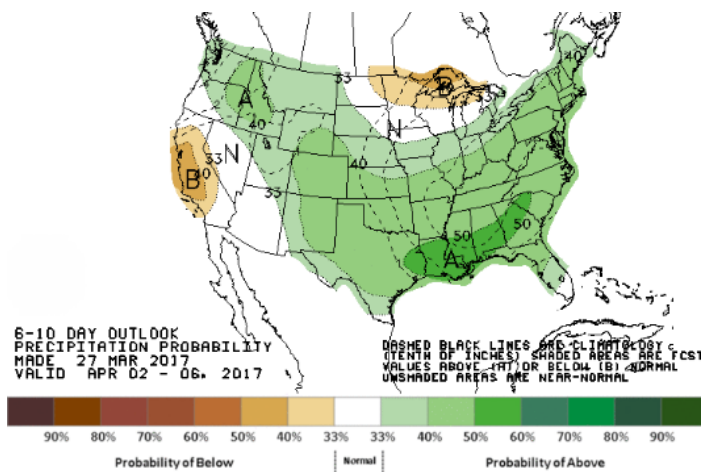 33
40
B
33
A
N
40
33
N
40
B
40
33
50
50
A
6-10 DAY OUTLOOK
PRECIPITATION PROBABILITY
MADE 27 MAR 2017
VALID APR 02 - 06. 2017
DASHED BLACK LINES ARE CLIMATOLOGY
(TENTH OF INCHES) SHADED AREAS ARE FCST
VALUES ABOVE (A) OR BELOW (B) NORMAL
UNSHADED AREAS ARE NEAR-NORMAL
90% 80% 70% 60% 50% 40% 33% 33% 40% 50% 60% 70% 80% 90%
Probability of Below Normal Probability of Above